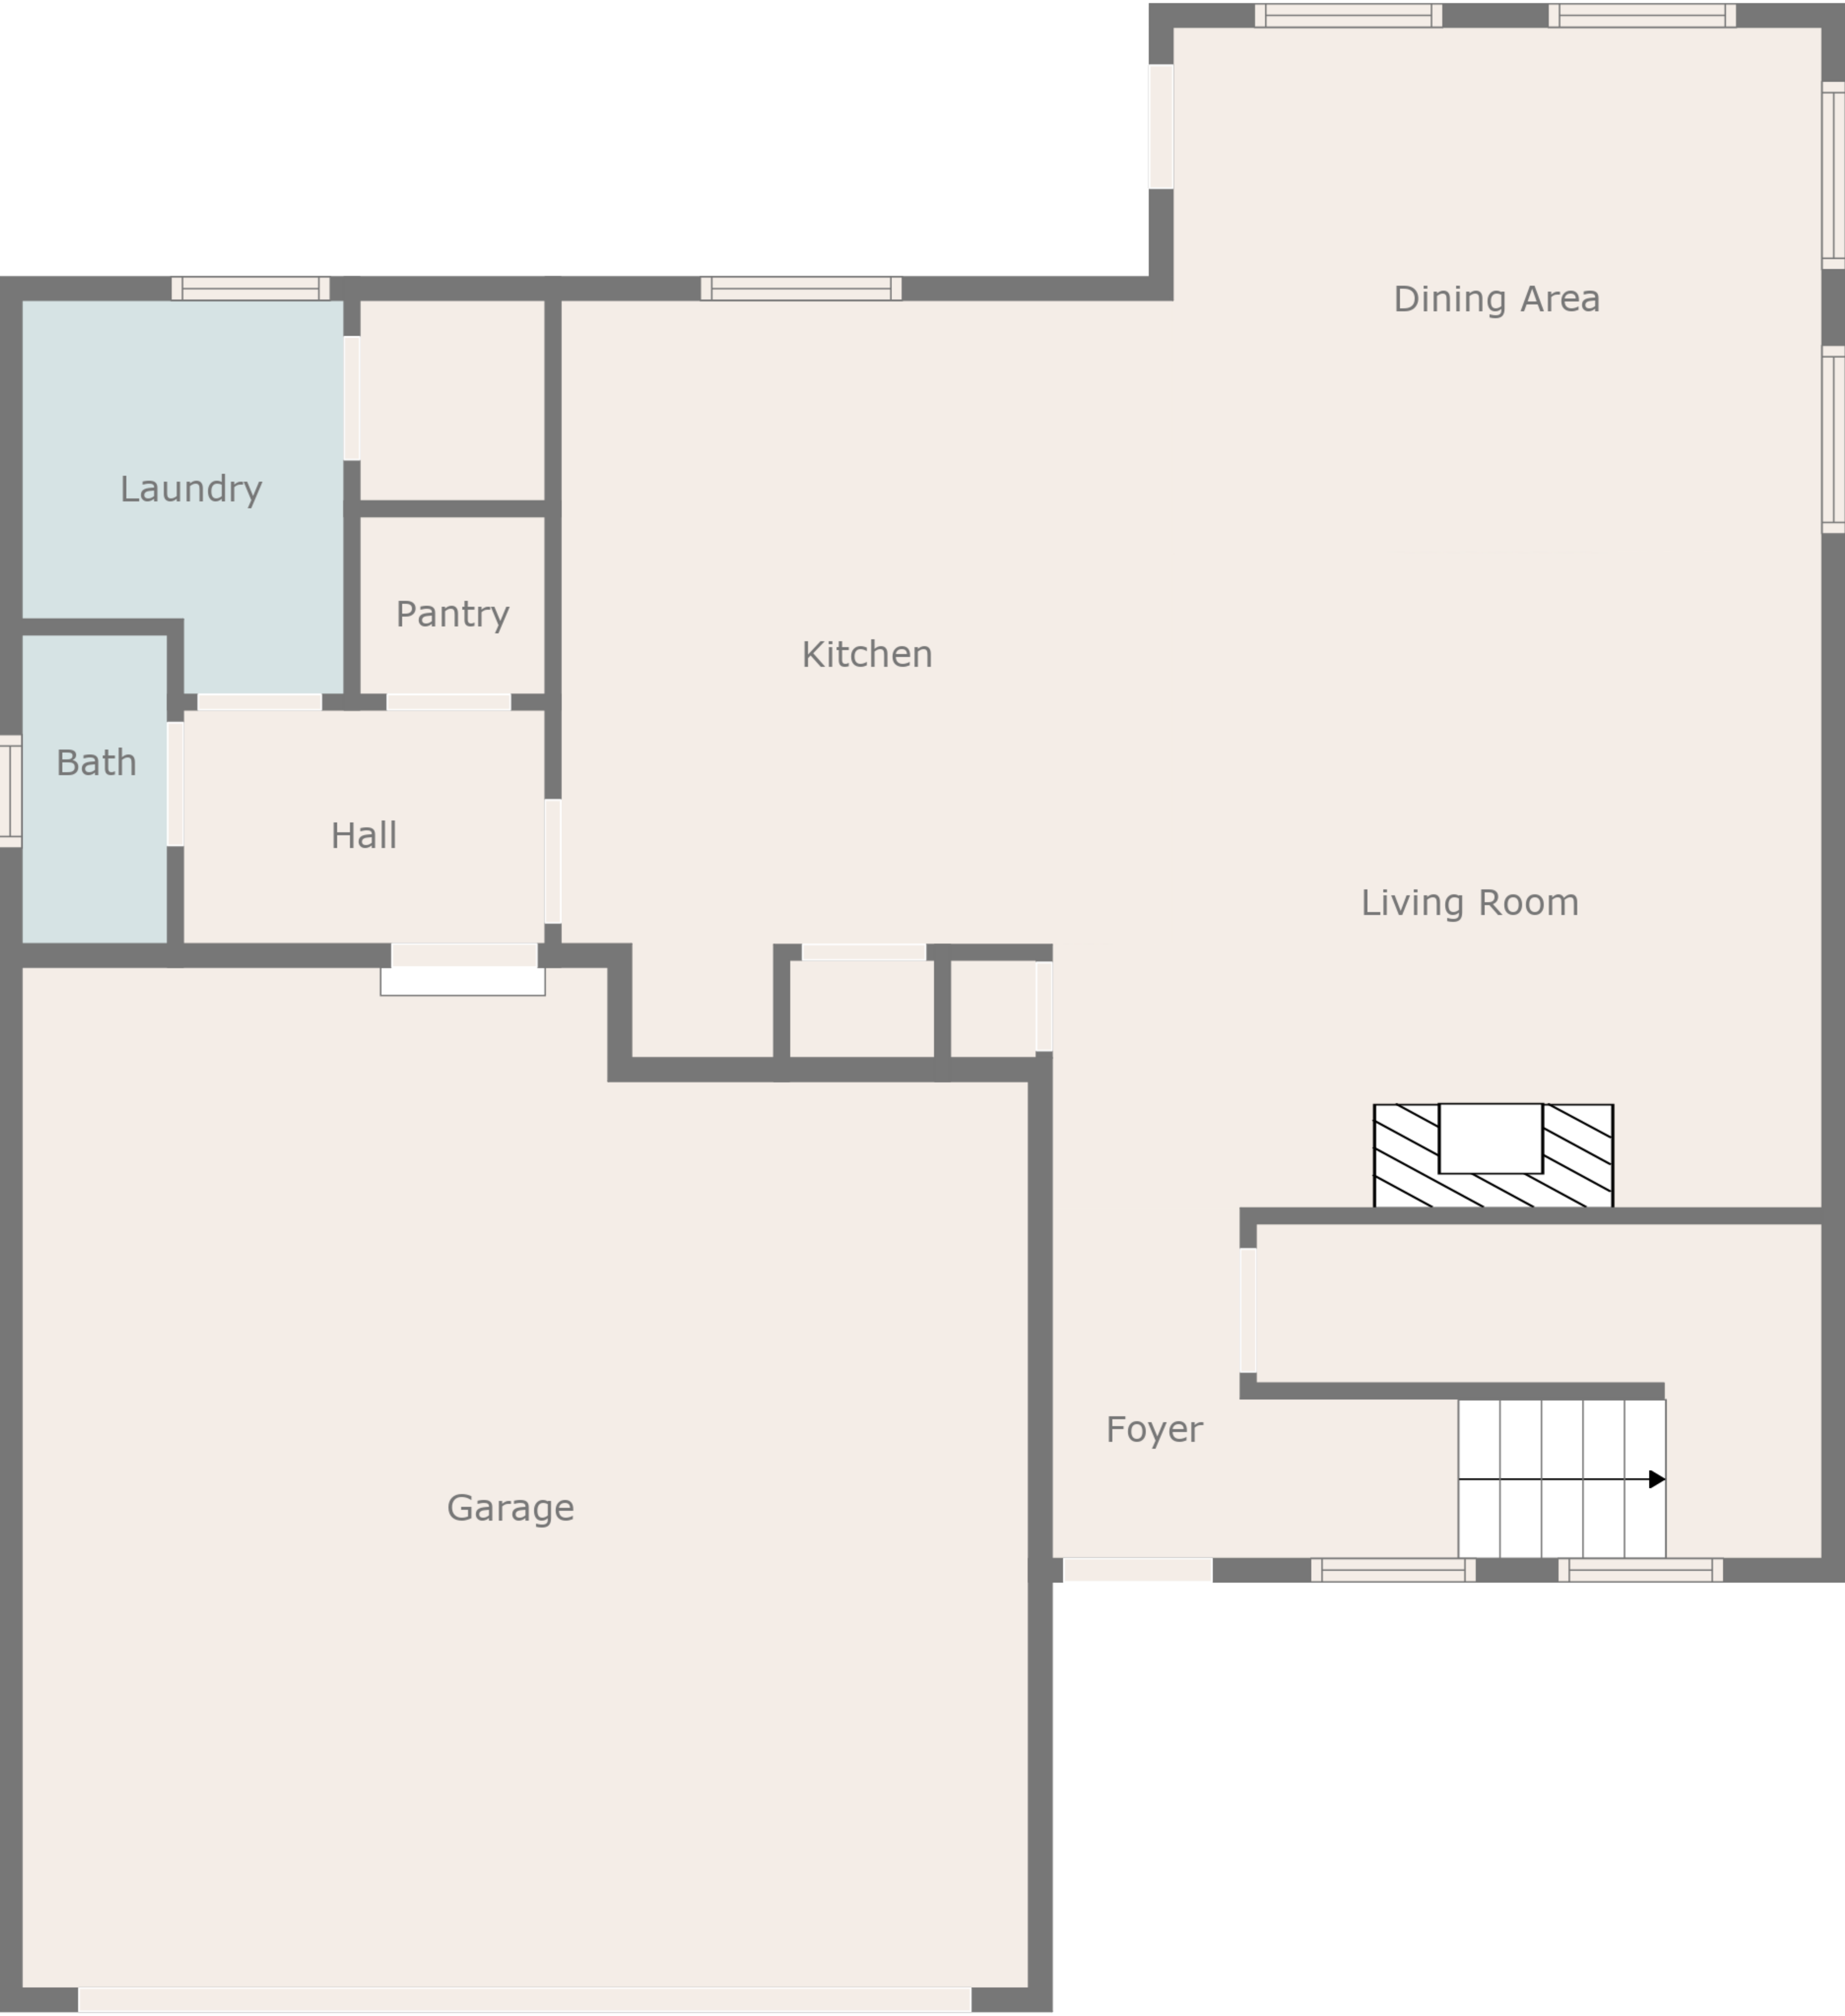 Dining Area
Laundry
Pantry
Kitchen
Bath
Hall
Living Room
Foyer
Garage